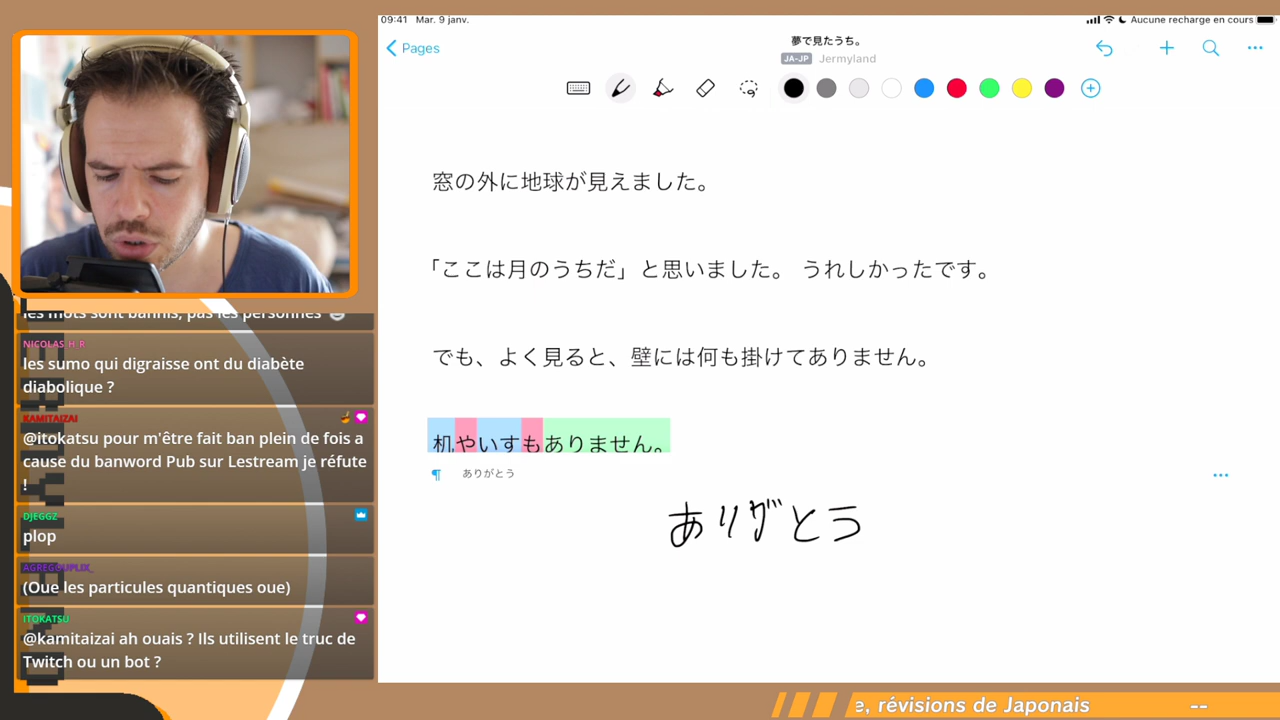 09:41 Mar. 9 janv.
Aucune recharge en cours
Pages
夢で見たうち。
JA-JP Jermyland
窓の外に地球が見えました。
「ここは月のうちだ」と思いました。 うれしかったです。
でも、よく見ると、壁には何も掛けてありません。
机やいすもありません。
¶ ありがとう
ありがとう
les mots sont bannis, pas les personnes
NICOLAS_H_R
les sumo qui digraisse ont du diabète
diabolique ?
KAMITAIZAI
@itokatsu pour m'être fait ban plein de fois a
cause du banword Pub sur Lestream je réfute
!
DJEGGZ
plop
(Oue les particules quantiques oue)
ITOKATSU
@kamitaizai ah ouais ? Ils utilisent le truc de
Twitch ou un bot ?
e, révisions de Japonais --